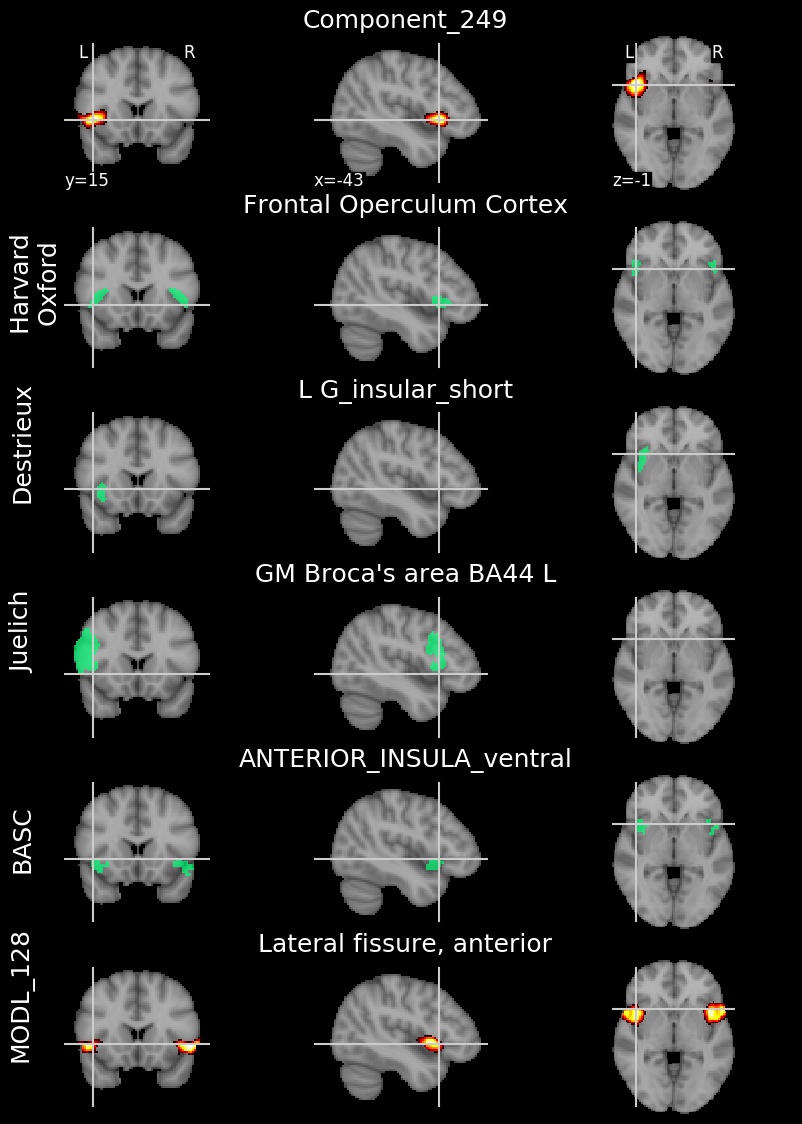 Component_249
L R
L R
y=15
x=-43
z=-1
Frontal Operculum Cortex
Harvard
Oxford
L G_insular_short
Destrieux
GM Broca's area BA44 L
Juelich
ANTERIOR_INSULA_ventral
BASC
Lateral fissure, anterior
MODL_128